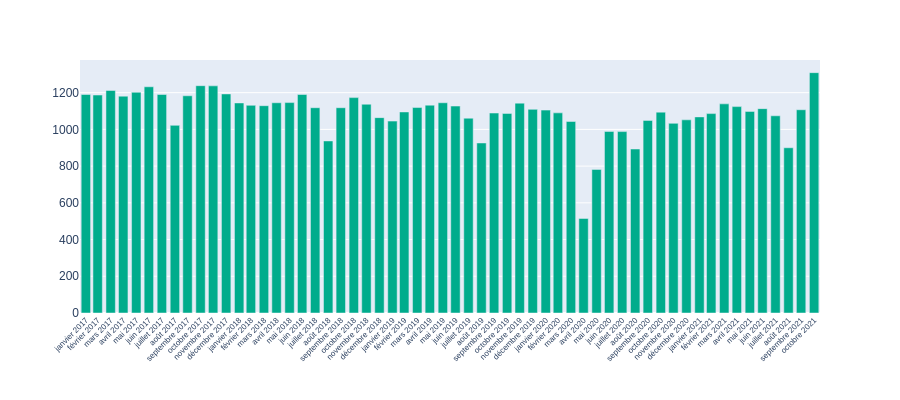 1200
1000
800
600
400
200
0
janvier 2017
février 2017
mars 2017
avril 2017
mai 2017
juin 2017
juillet 2017
août 2017
septembre 2017
octobre 2017
novembre 2017
décembre 2017
janvier 2018
février 2018
mars 2018
avril 2018
mai 2018
juin 2018
juillet 2018
août 2018
septembre 2018
octobre 2018
novembre 2018
décembre 2018
janvier 2019
février 2019
mars 2019
avril 2019
mai 2019
juin 2019
juillet 2019
août 2019
septembre 2019
octobre 2019
novembre 2019
décembre 2019
janvier 2020
février 2020
mars 2020
avril 2020
mai 2020
juin 2020
juillet 2020
août 2020
septembre 2020
octobre 2020
novembre 2020
décembre 2020
janvier 2021
février 2021
mars 2021
avril 2021
mai 2021
juin 2021
juillet 2021
août 2021
septembre 2021
octobre 2021